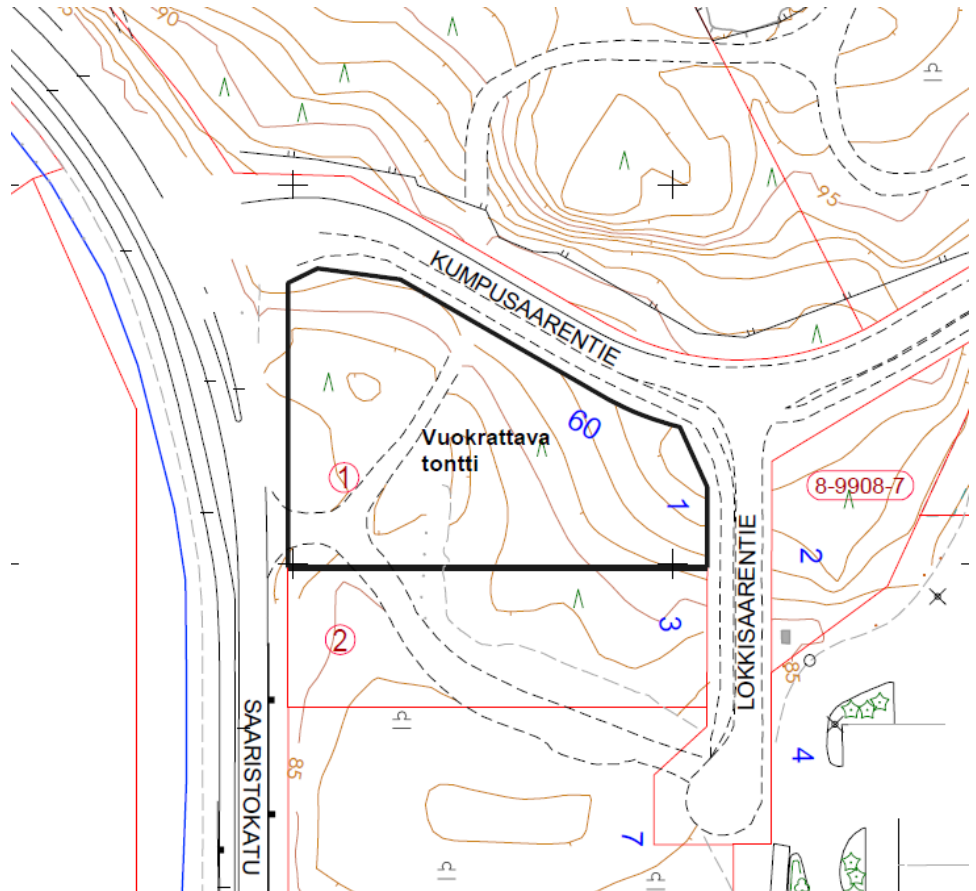 90
95
KUMPUSAARENTIE
60
Vuokrattava
tontti
1
1
8-9908-7
2
LOKKISAARENTIE
3
2
85
SAARISTOKATU
85
4
7